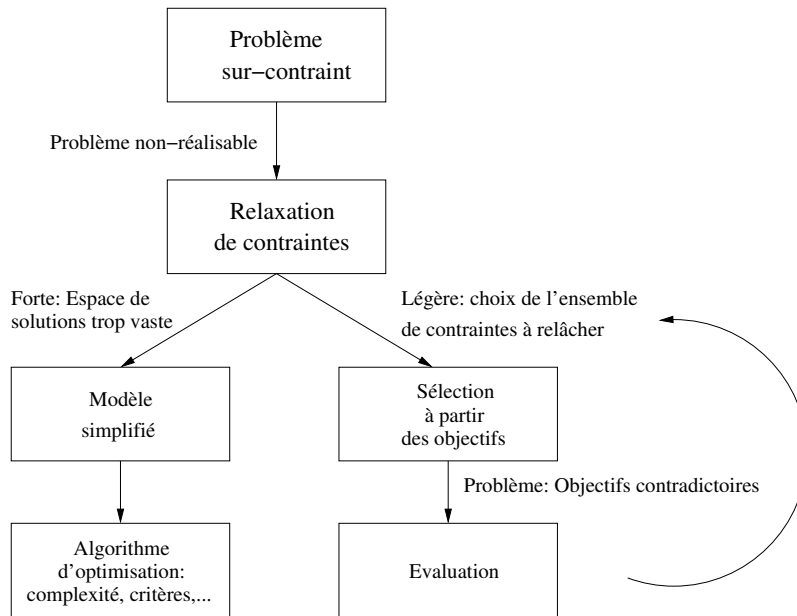 Problème
sur−contraint
Problème non−réalisable
Relaxation
de contraintes
Forte: Espace de
solutions trop vaste
Légère: choix de l'ensemble
de contraintes à relâcher
Modèle
simplifié
Sélection
à partir
des objectifs
Problème: Objectifs contradictoires
Algorithme
d'optimisation:
complexité, critères,...
Evaluation